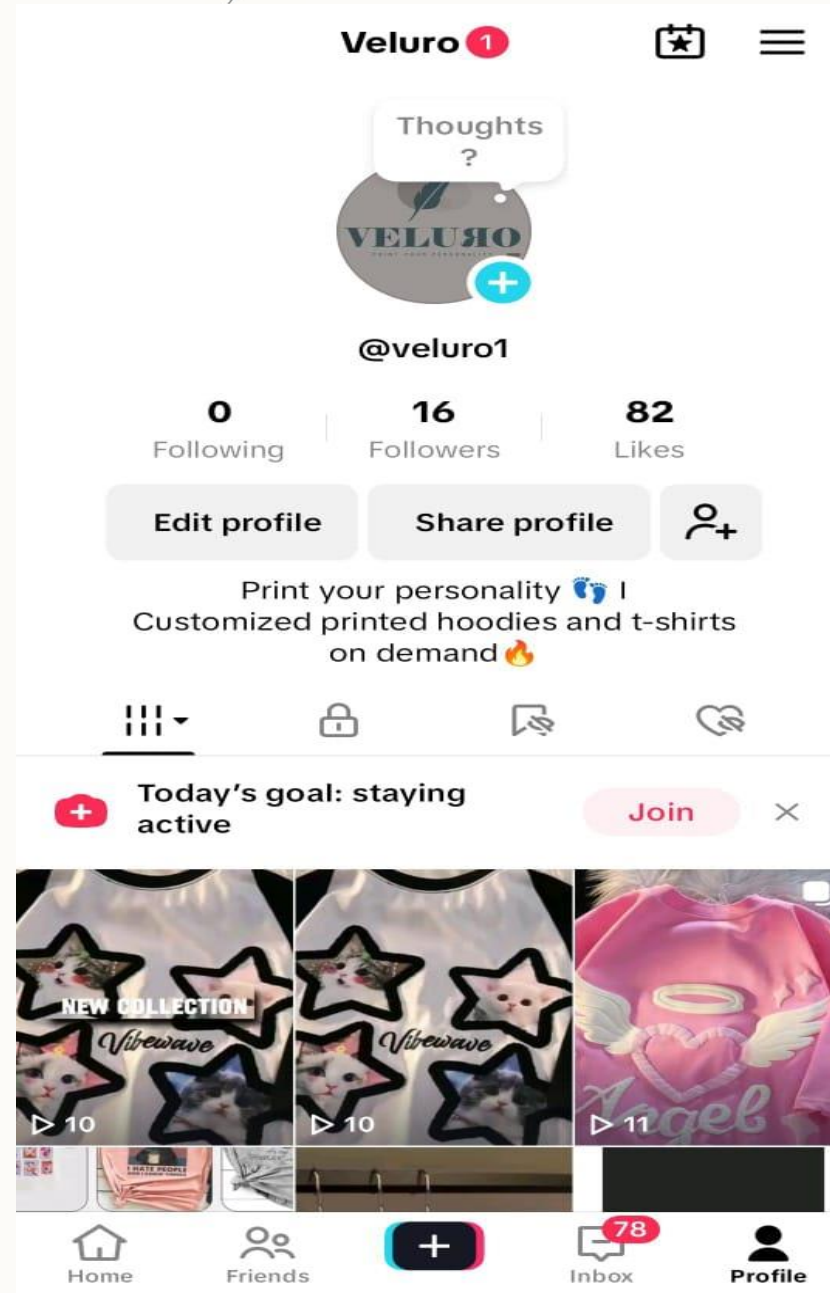 Veluro 1
Thoughts
?
VELURO
@veluro1
0 16 82
Following Followers Likes
Edit profile Share profile
Print your personality 👣 I
Customized printed hoodies and t-shirts
on demand🔥
Today's goal: staying
active
Join
NEW COLLECTION
Vibewave
Vibewave
Angel
10 10 11
I HATE PEOPLE
78
Home Friends Inbox Profile